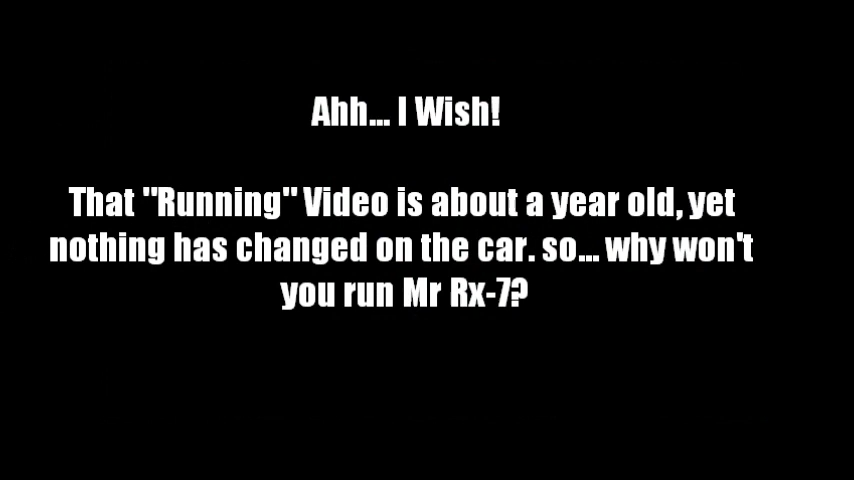 Ahh... I Wish!
That "Running" Video is about a year old, yet
nothing has changed on the car. so... why won't
you run Mr Rx-7?